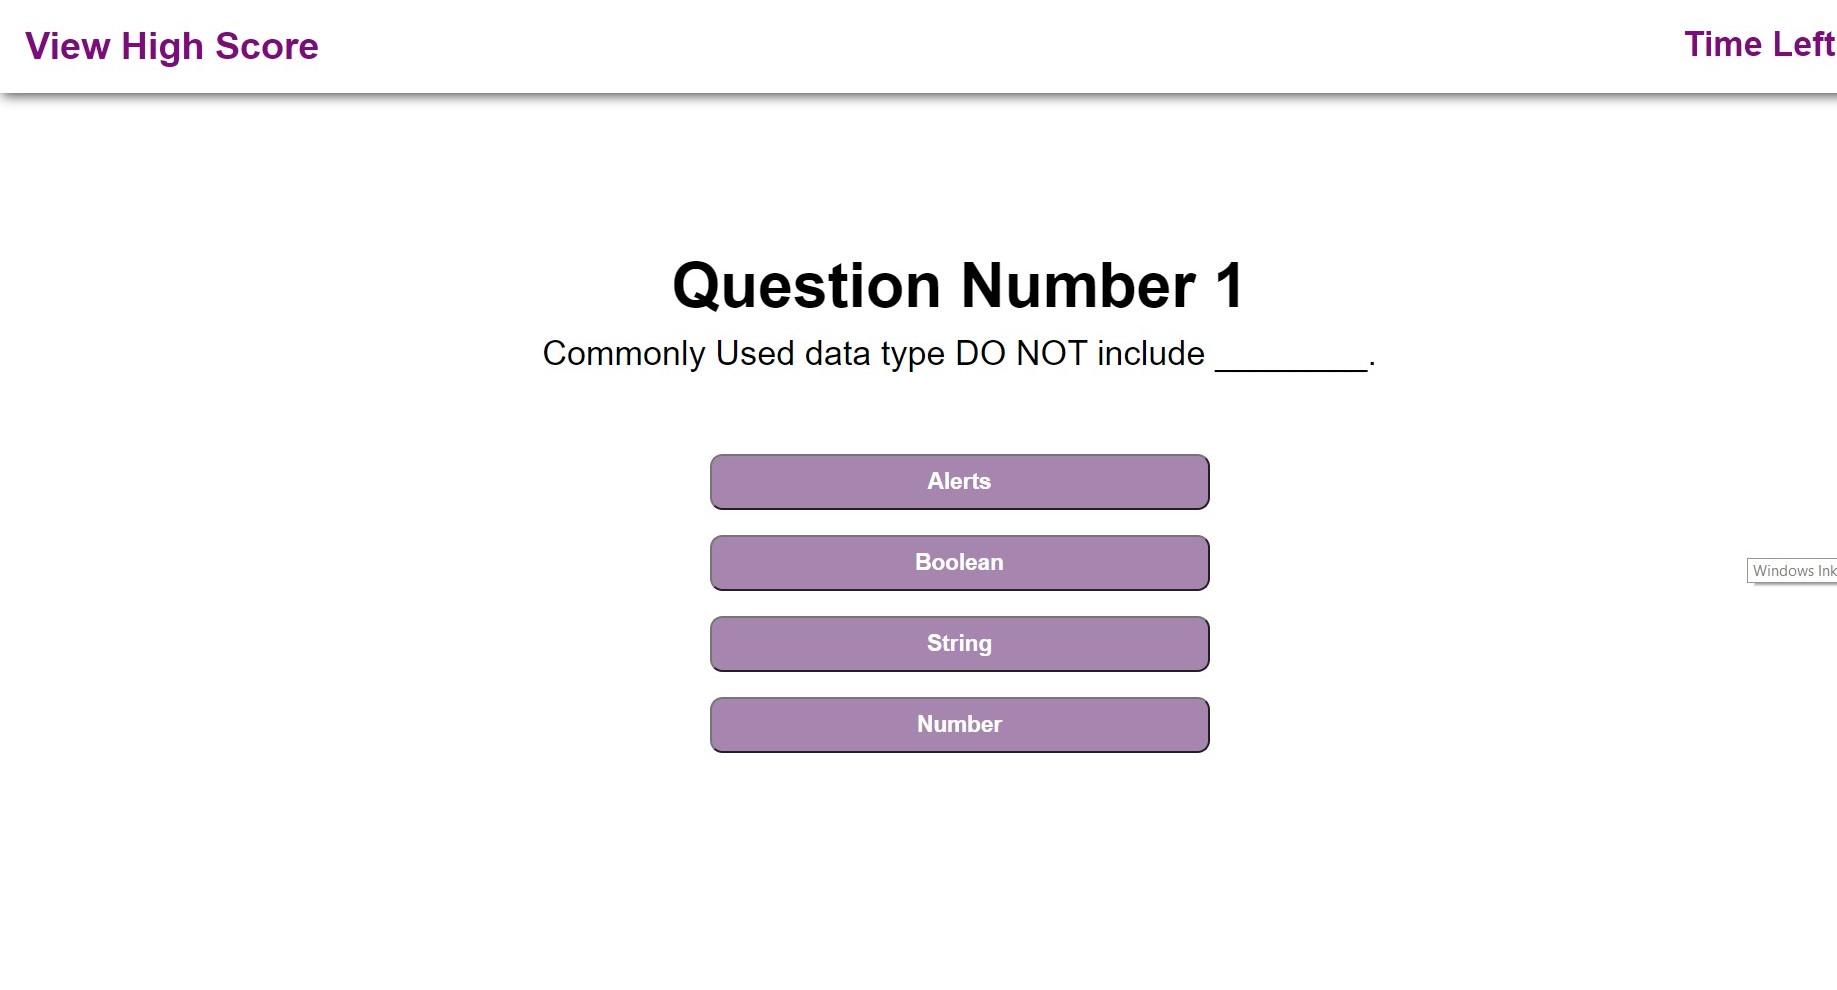 View High Score
Time Left
Question Number 1
Commonly Used data type DO NOT include ________.
Alerts
Boolean
String
Number
Windows Ink